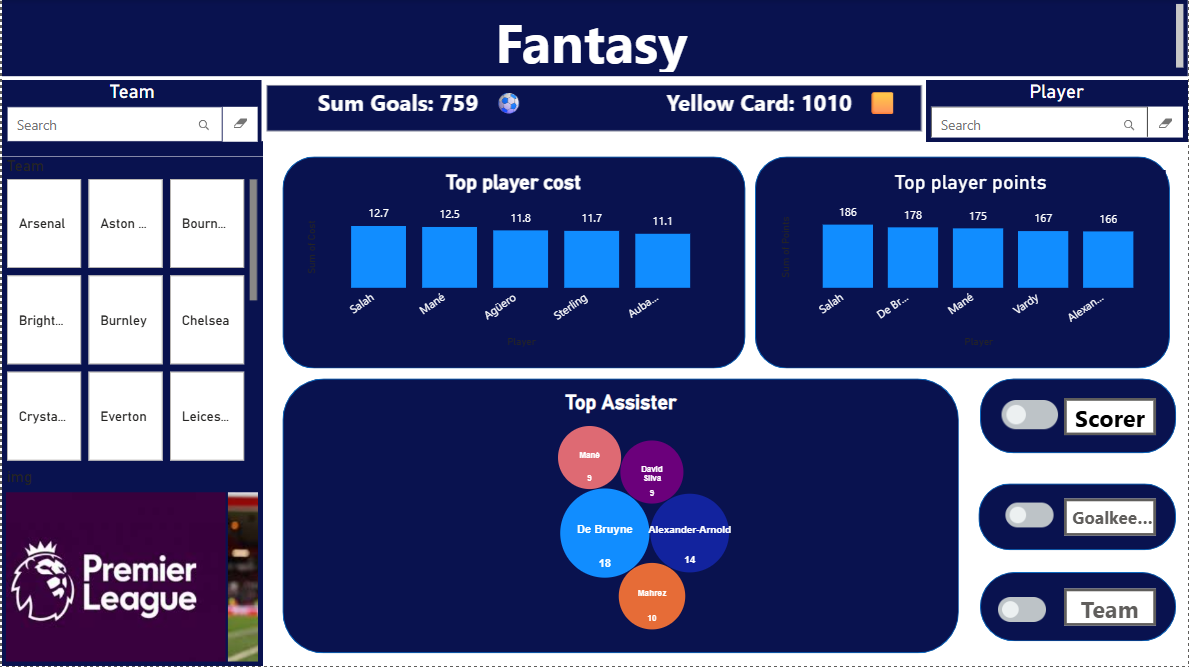 Fantasy
Team
Search
Sum Goals: 759
Yellow Card: 1010
Player
Search
Team
Arsenal
Aston ...
Bourn...
Bright...
Burnley
Chelsea
Crysta...
Everton
Leices...
img
Premier
League
Top player cost
Sum of Cost
12.7
12.5
11.8
11.7
11.1
Salah
Mané
Agüero
Sterling
Auba...
Player
Top player points
Sum of Points
186
178
175
167
166
Salah
De Br...
Mané
Vardy
Alexan...
Player
Top Assister
Mané
9
David
Silva
9
De Bruyne
18
Alexander-Arnold
14
Mahrez
10
Scorer
Goalkee...
Team